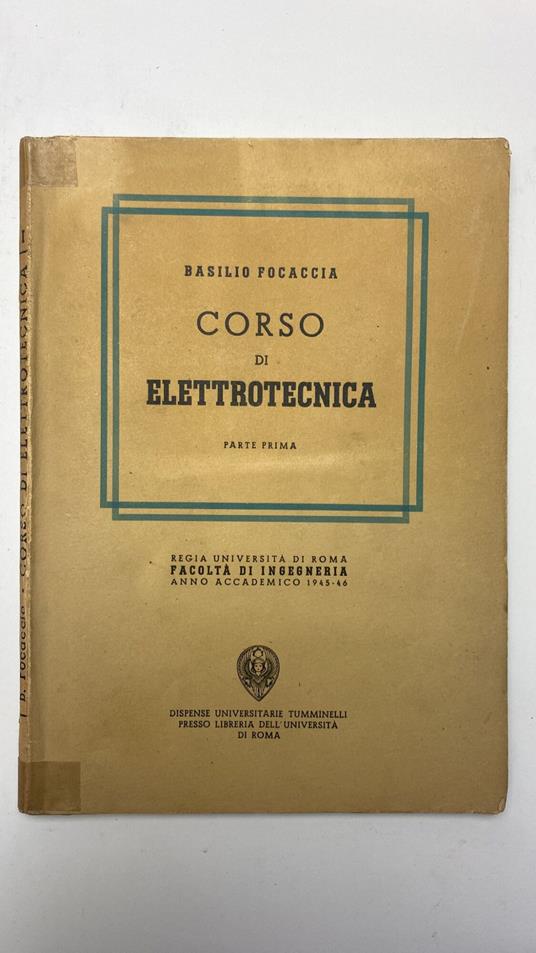 BASILIO FOCACCIA
CORSO
DI
ELETTROTECNICA
PARTE PRIMA
REGIA UNIVERSITÀ DI ROMA
FACOLTÀ DI INGEGNERIA
ANNO ACCADEMICO 1945-46
DISPENSE UNIVERSITARIE TUMMINELLI
PRESSO LIBRERIA DELL'UNIVERSITÀ
DI ROMA
B. Focaccia - CORSO DI ELETTROTECNICA - I